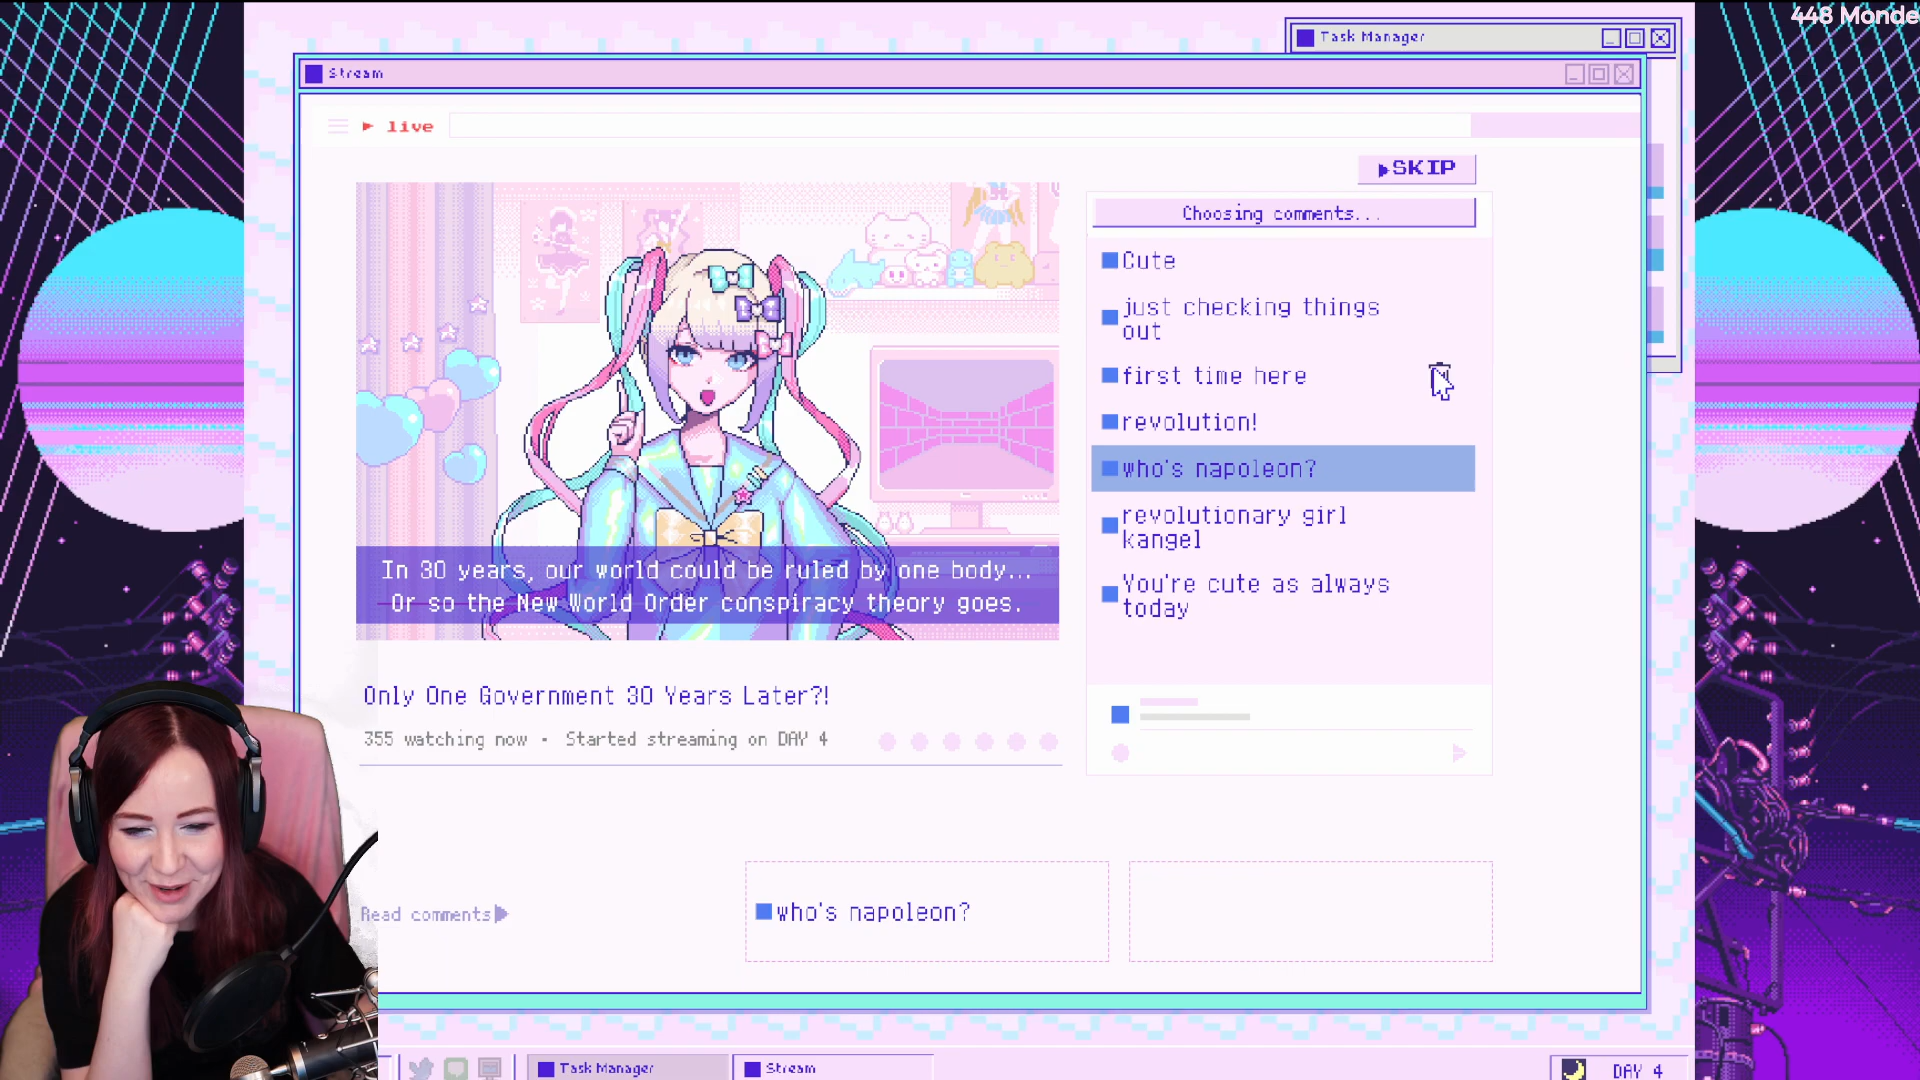 448 Monde
Task Manager
Stream
live
SKIP
Choosing comments...
Cute
just checking things
out
first time here
revolution!
who's napoleon?
revolutionary girl
kangel
You're cute as always
today
In 30 years, our world could be ruled by one body...
Or so the New World Order conspiracy theory goes.
Only One Government 30 Years Later?!
355 watching now • Started streaming on DAY 4
Read comments
who's napoleon?
Task Manager
Stream
DAY 4